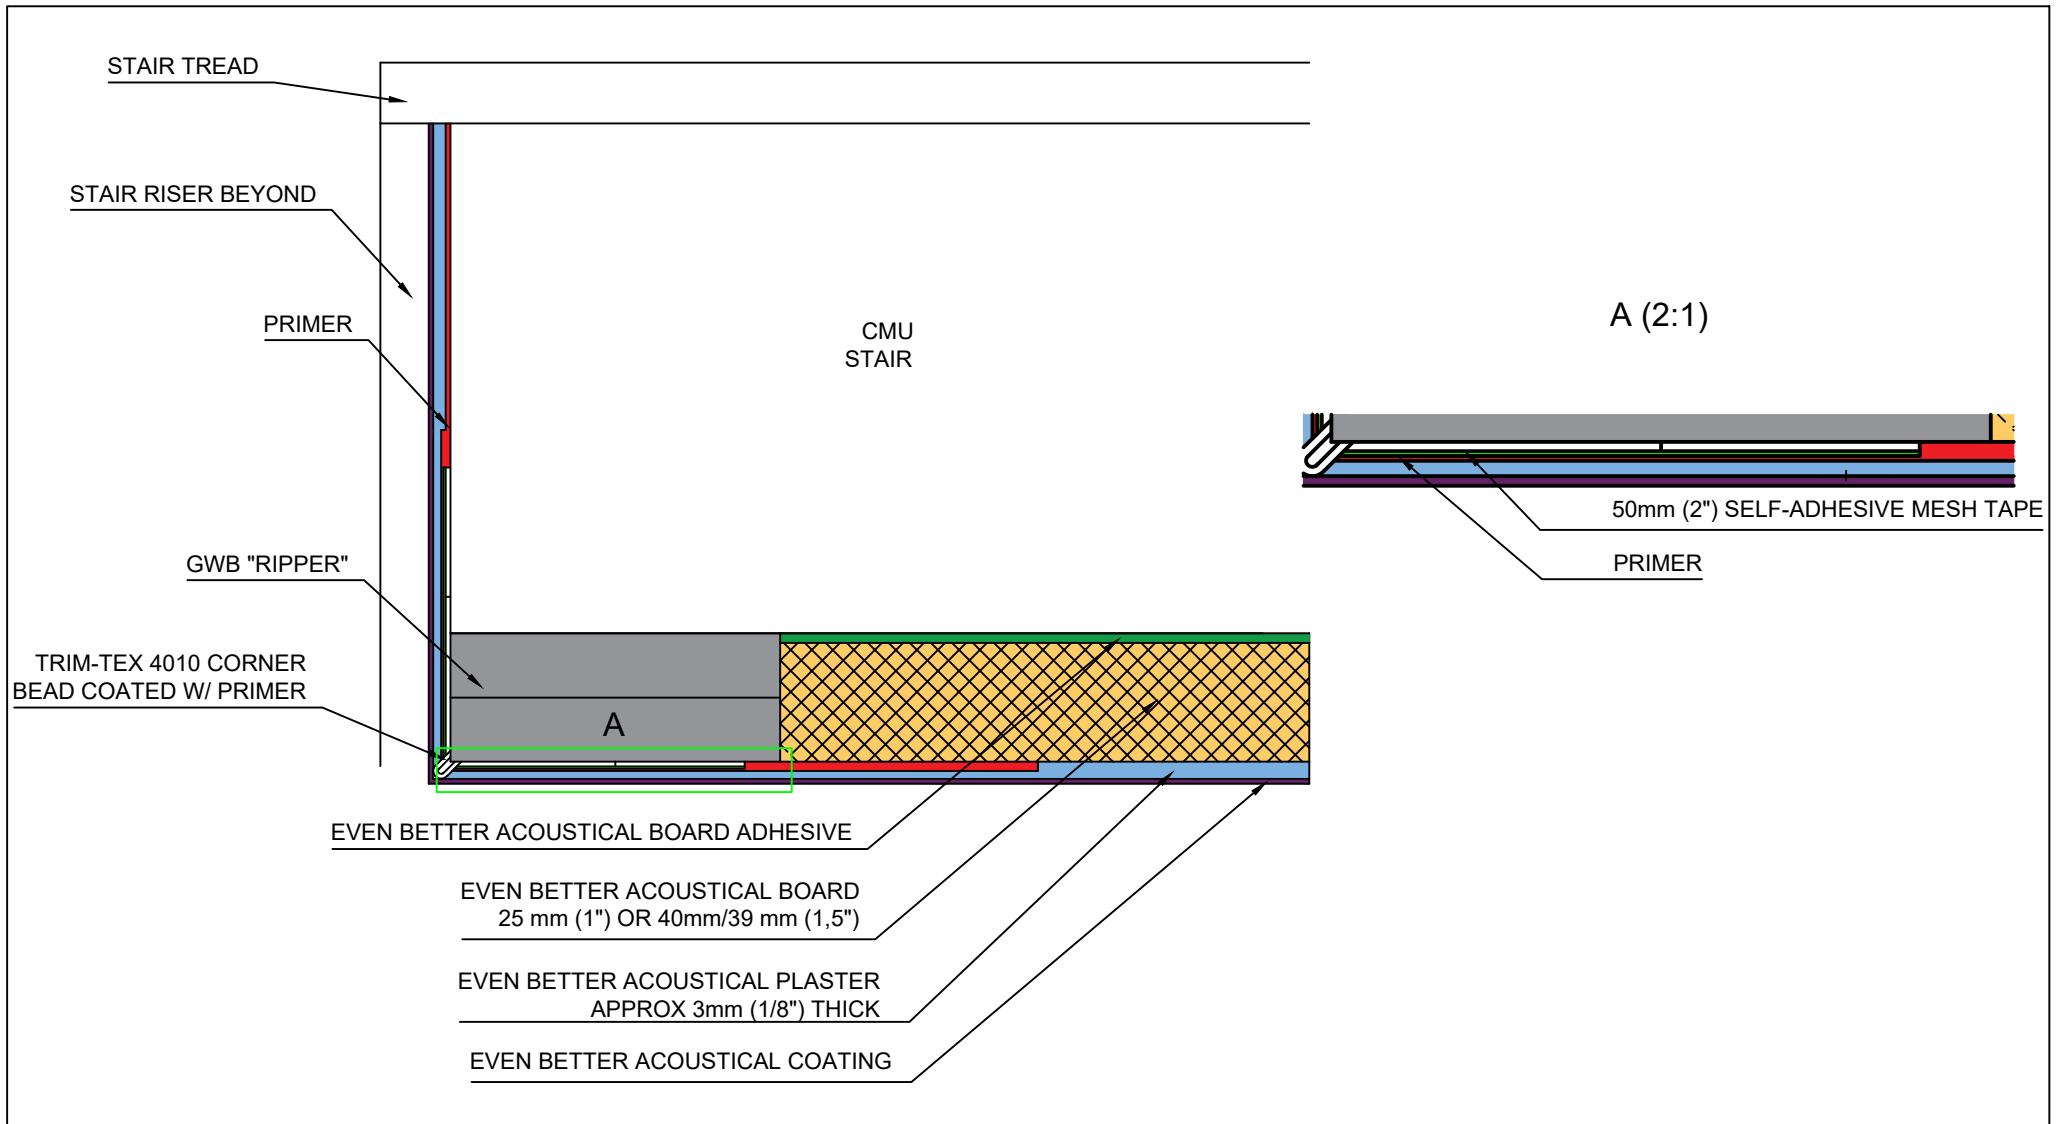 STAIR TREAD
STAIR RISER BEYOND
PRIMER
CMU
STAIR
A (2:1)
50mm (2") SELF-ADHESIVE MESH TAPE
PRIMER
GWB "RIPPER"
TRIM-TEX 4010 CORNER
BEAD COATED W/ PRIMER
A
EVEN BETTER ACOUSTICAL BOARD ADHESIVE
EVEN BETTER ACOUSTICAL BOARD
25 mm (1") OR 40mm/39 mm (1,5")
EVEN BETTER ACOUSTICAL PLASTER
APPROX 3mm (1/8") THICK
EVEN BETTER ACOUSTICAL COATING